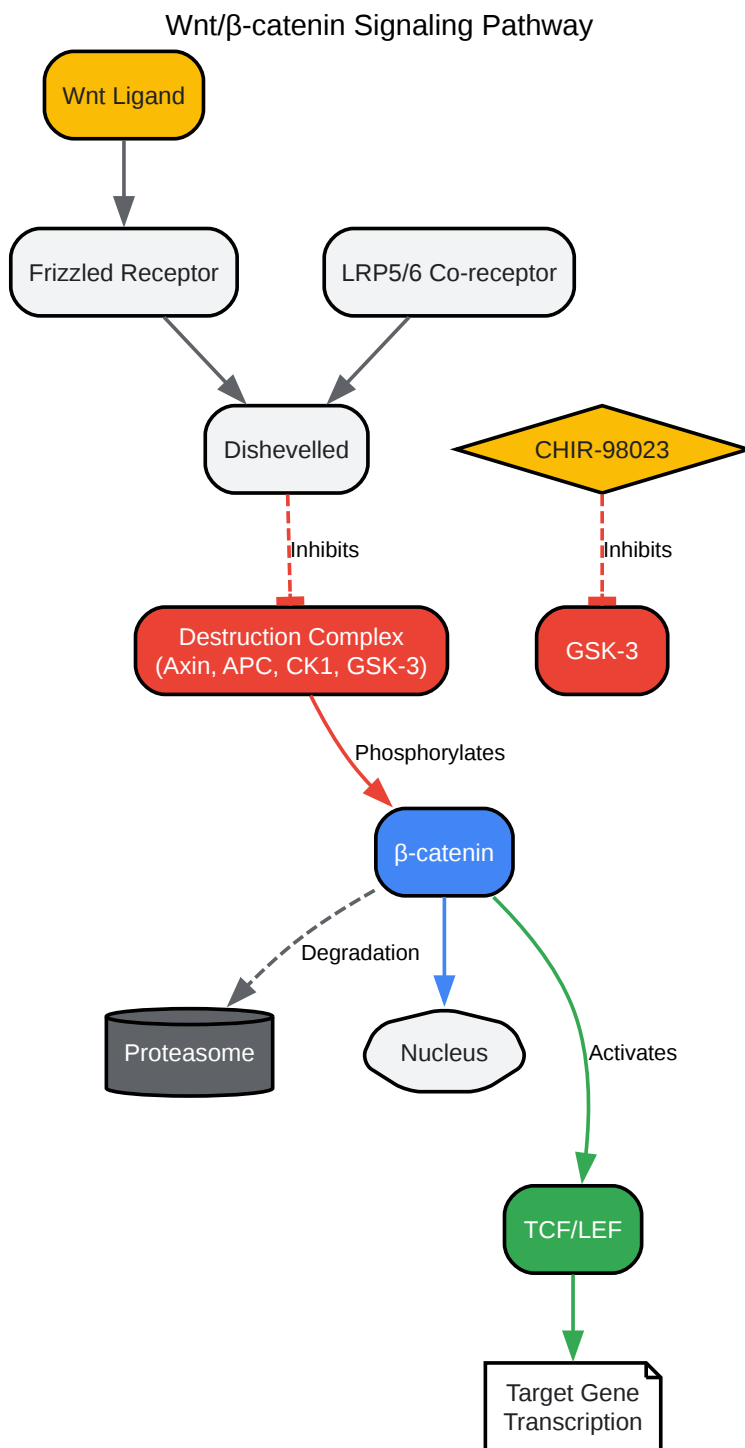 Wnt/β-catenin Signaling Pathway
Wnt Ligand
Frizzled Receptor
LRP5/6 Co-receptor
Dishevelled
CHIR-98023
Inhibits
Inhibits
Destruction Complex
(Axin, APC, CK1, GSK-3)
GSK-3
Phosphorylates
β-catenin
Degradation
Proteasome
Nucleus
Activates
TCF/LEF
Target Gene
Transcription